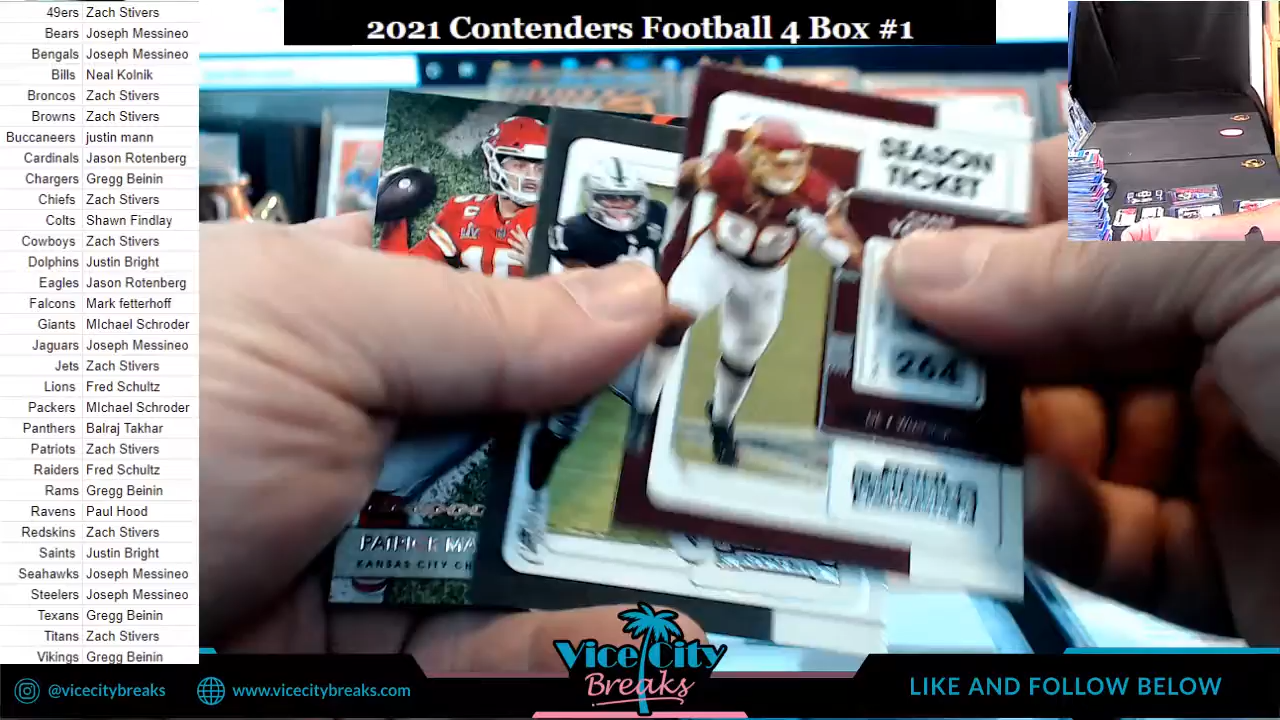 2021 Contenders Football 4 Box #1
49ers Zach Stivers
Bears Joseph Messineo
Bengals Joseph Messineo
Bills Neal Kolnik
Broncos Zach Stivers
Browns Zach Stivers
Buccaneers justin mann
Cardinals Jason Rotenberg
Chargers Gregg Beinin
Chiefs Zach Stivers
Colts Shawn Findlay
Cowboys Zach Stivers
Dolphins Justin Bright
Eagles Jason Rotenberg
Falcons Mark fetterhoff
Giants MIchael Schroder
Jaguars Joseph Messineo
Jets Zach Stivers
Lions Fred Schultz
Packers MIchael Schroder
Panthers Balraj Takhar
Patriots Zach Stivers
Raiders Fred Schultz
Rams Gregg Beinin
Ravens Paul Hood
Redskins Zach Stivers
Saints Justin Bright
Seahawks Joseph Messineo
Steelers Joseph Messineo
Texans Gregg Beinin
Titans Zach Stivers
Vikings Gregg Beinin
SEASON
TICKET
264
PATRICK MA
KANSAS CITY CH
Vice City
Breaks
@vicecitybreaks
www.vicecitybreaks.com
LIKE AND FOLLOW BELOW